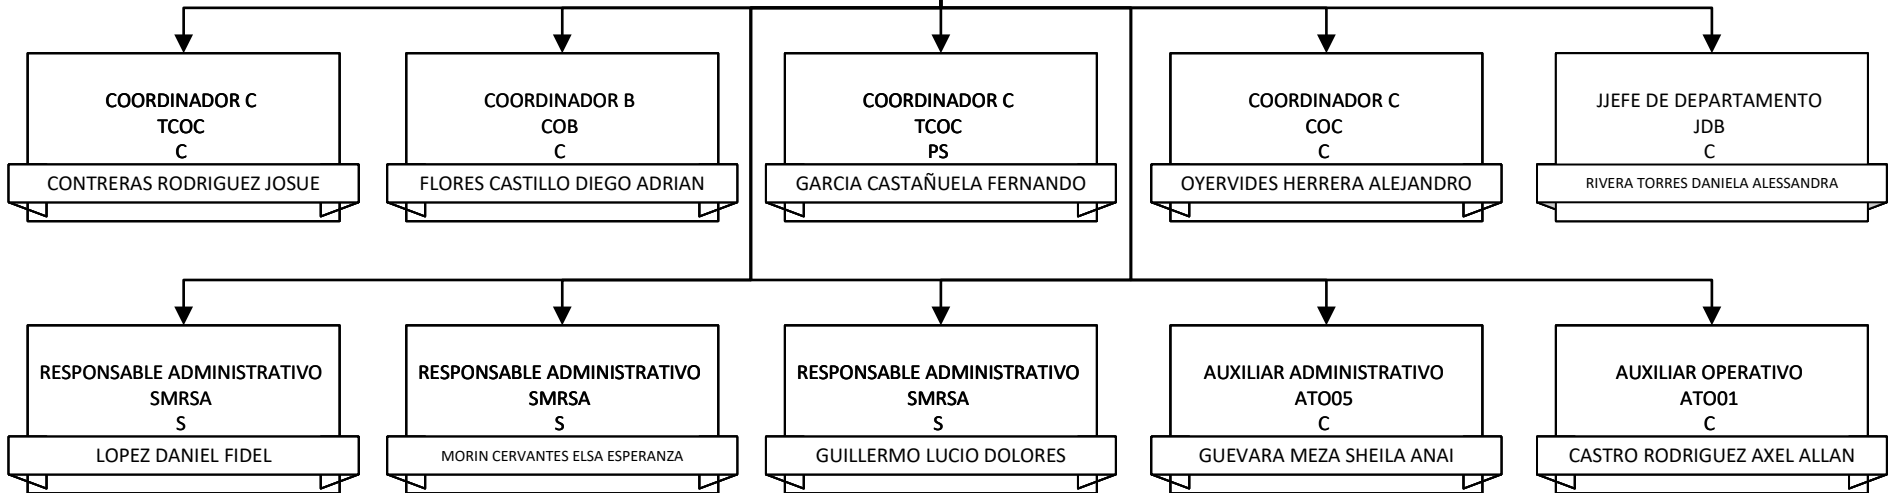 COORDINADOR C
TCOC
C
CONTRERAS RODRIGUEZ JOSUE
COORDINADOR B
COB
C
FLORES CASTILLO DIEGO ADRIAN
COORDINADOR C
TCOC
PS
GARCIA CASTAÑUELA FERNANDO
COORDINADOR C
COC
C
OYERVIDES HERRERA ALEJANDRO
JJEFE DE DEPARTAMENTO
JDB
C
RIVERA TORRES DANIELA ALESSANDRA
RESPONSABLE ADMINISTRATIVO
SMRSA
S
LOPEZ DANIEL FIDEL
RESPONSABLE ADMINISTRATIVO
SMRSA
S
MORIN CERVANTES ELSA ESPERANZA
RESPONSABLE ADMINISTRATIVO
SMRSA
S
GUILLERMO LUCIO DOLORES
AUXILIAR ADMINISTRATIVO
ATO05
C
GUEVARA MEZA SHEILA ANAI
AUXILIAR OPERATIVO
ATO01
C
CASTRO RODRIGUEZ AXEL ALLAN